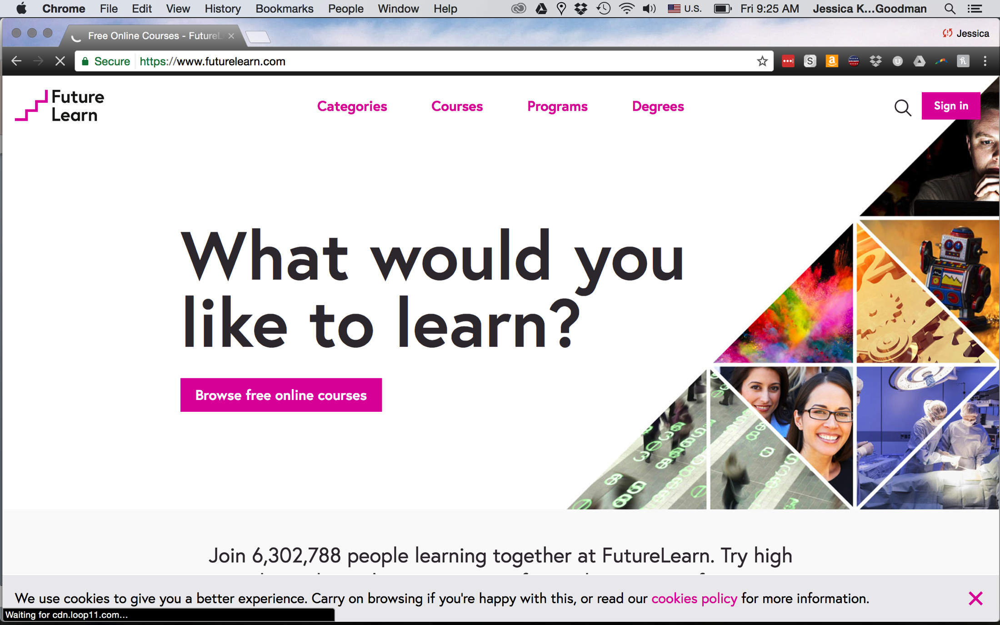 Chrome File Edit View History Bookmarks People Window Help U.S. Fri 9:25 AM Jessica K...Goodman
Free Online Courses - FutureL
Jessica
Secure https://www.futurelearn.com
Future
Learn
Categories Courses Programs Degrees
Sign in
What would you
like to learn?
Browse free online courses
Join 6,302,788 people learning together at FutureLearn. Try high
We use cookies to give you a better experience. Carry on browsing if you're happy with this, or read our cookies policy for more information.
Waiting for cdn.loop11.com...